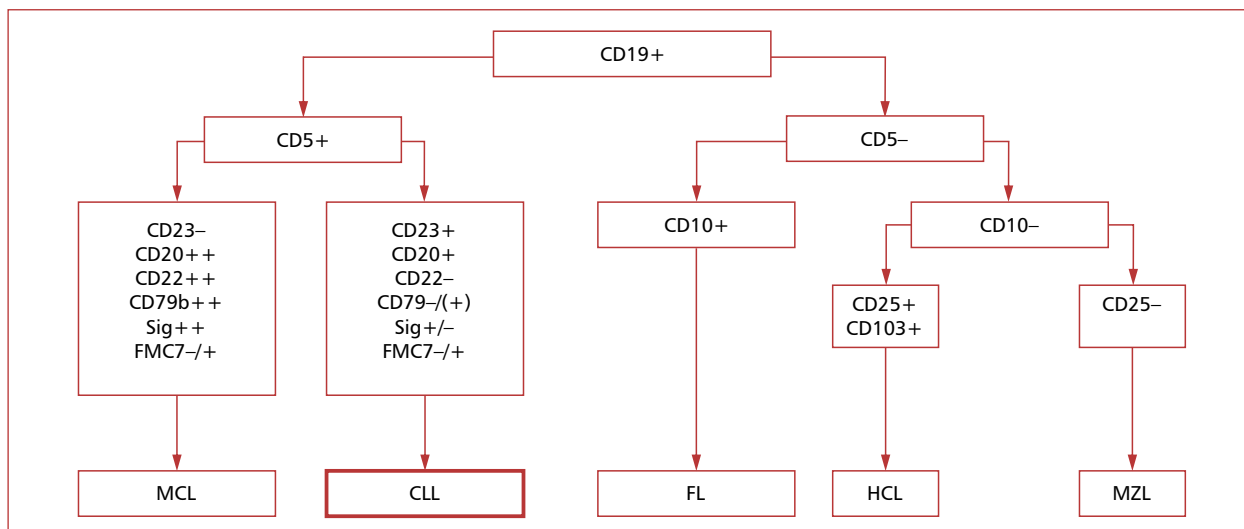 CD19+
CD5+
CD5–
CD23–
CD20++
CD22++
CD79b++
Sig++
FMC7–/+
CD23+
CD20+
CD22–
CD79–/(+)
Sig+/–
FMC7–/+
CD10+
CD10–
CD25+
CD103+
CD25–
MCL
CLL
FL
HCL
MZL